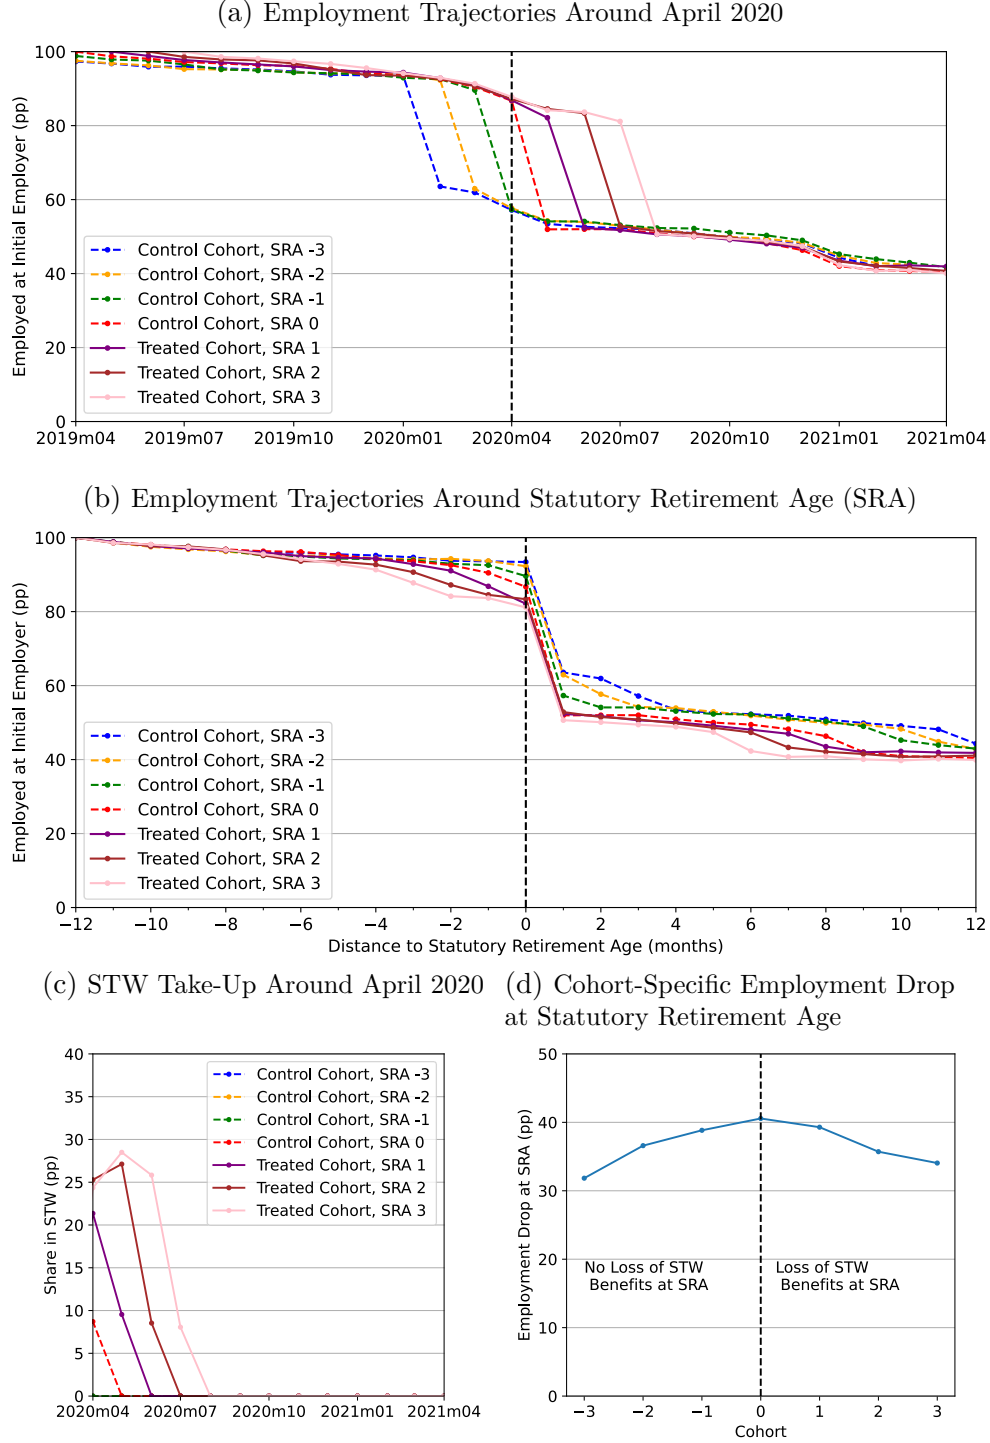 (a) Employment Trajectories Around April 2020
Employed at Initial Employer (pp)
100
80
60
40
20
0
Control Cohort, SRA -3
Control Cohort, SRA -2
Control Cohort, SRA -1
Control Cohort, SRA 0
Treated Cohort, SRA 1
Treated Cohort, SRA 2
Treated Cohort, SRA 3
2019m04 2019m07 2019m10 2020m01 2020m04 2020m07 2020m10 2021m01 2021m04
(b) Employment Trajectories Around Statutory Retirement Age (SRA)
Employed at Initial Employer (pp)
100
80
60
40
20
0
Control Cohort, SRA -3
Control Cohort, SRA -2
Control Cohort, SRA -1
Control Cohort, SRA 0
Treated Cohort, SRA 1
Treated Cohort, SRA 2
Treated Cohort, SRA 3
−12 −10 −8 −6 −4 −2 0 2 4 6 8 10 12
Distance to Statutory Retirement Age (months)
(c) STW Take-Up Around April 2020
Share in STW (pp)
40
35
30
25
20
15
10
5
0
Control Cohort, SRA -3
Control Cohort, SRA -2
Control Cohort, SRA -1
Control Cohort, SRA 0
Treated Cohort, SRA 1
Treated Cohort, SRA 2
Treated Cohort, SRA 3
2020m04 2020m07 2020m10 2021m01 2021m04
(d) Cohort-Specific Employment Drop
at Statutory Retirement Age
Employment Drop at SRA (pp)
50
40
30
20
10
0
No Loss of STW
Benefits at SRA
Loss of STW
Benefits at SRA
−3 −2 −1 0 1 2 3
Cohort